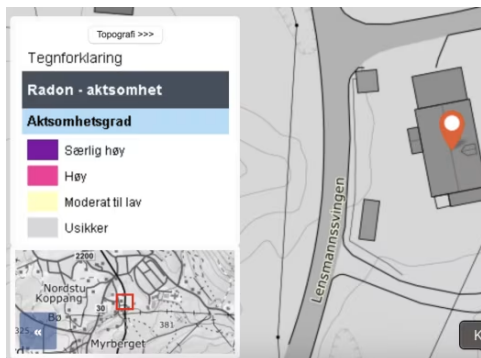 Topografi >>>
Tegnforklaring
Radon - aktsomhet
Aktsomhetsgrad
Særlig høy
Høy
Moderat til lav
Usikker
Lensmannssvingen
2200
Nordstu
Koppang
30
Bø
381
325
Myrberget
«
K